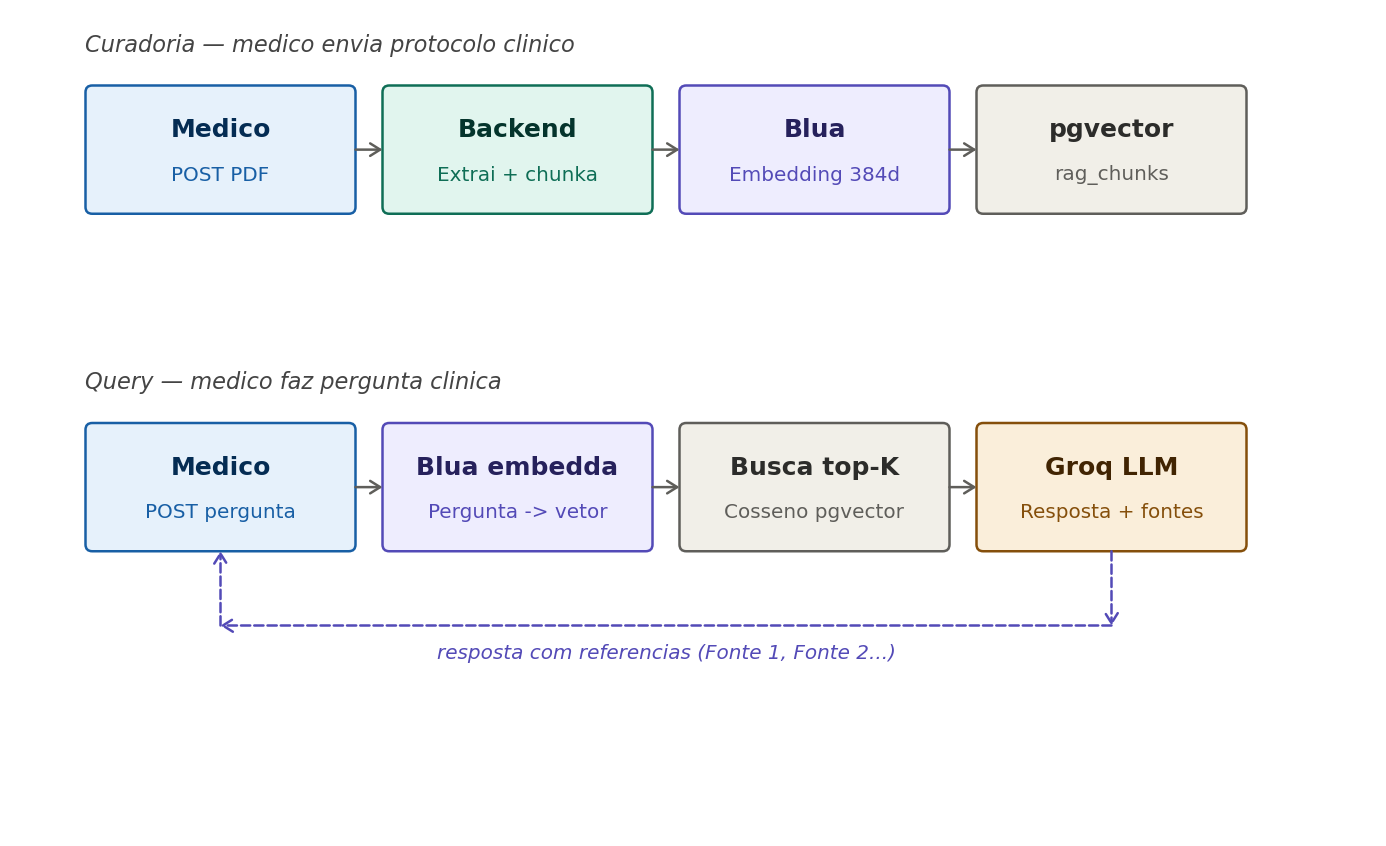 Curadoria — medico envia protocolo clinico
Medico
POST PDF
Backend
Extrai + chunka
Blua
Embedding 384d
pgvector
rag_chunks
Query — medico faz pergunta clinica
Medico
POST pergunta
Blua embedda
Pergunta -> vetor
Busca top-K
Cosseno pgvector
Groq LLM
Resposta + fontes
resposta com referencias (Fonte 1, Fonte 2...)